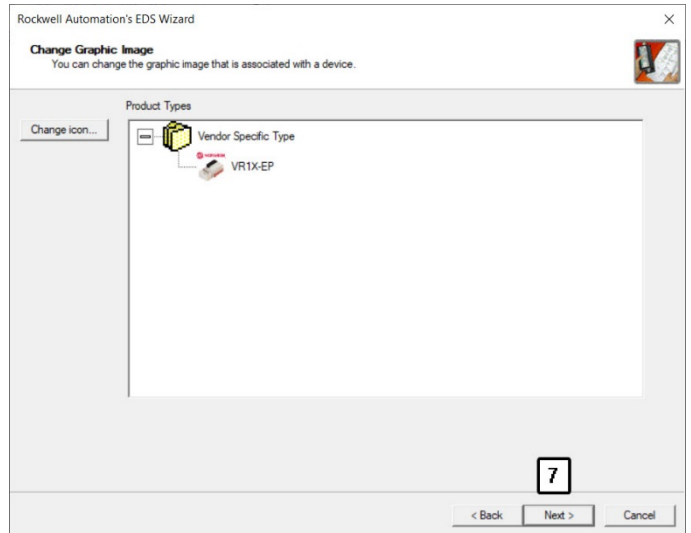 Rockwell Automation's EDS Wizard
Change Graphic Image
You can change the graphic image that is associated with a device.
Product Types
Change icon...
Vendor Specific Type
VR1X-EP
7
< Back
Next >
Cancel